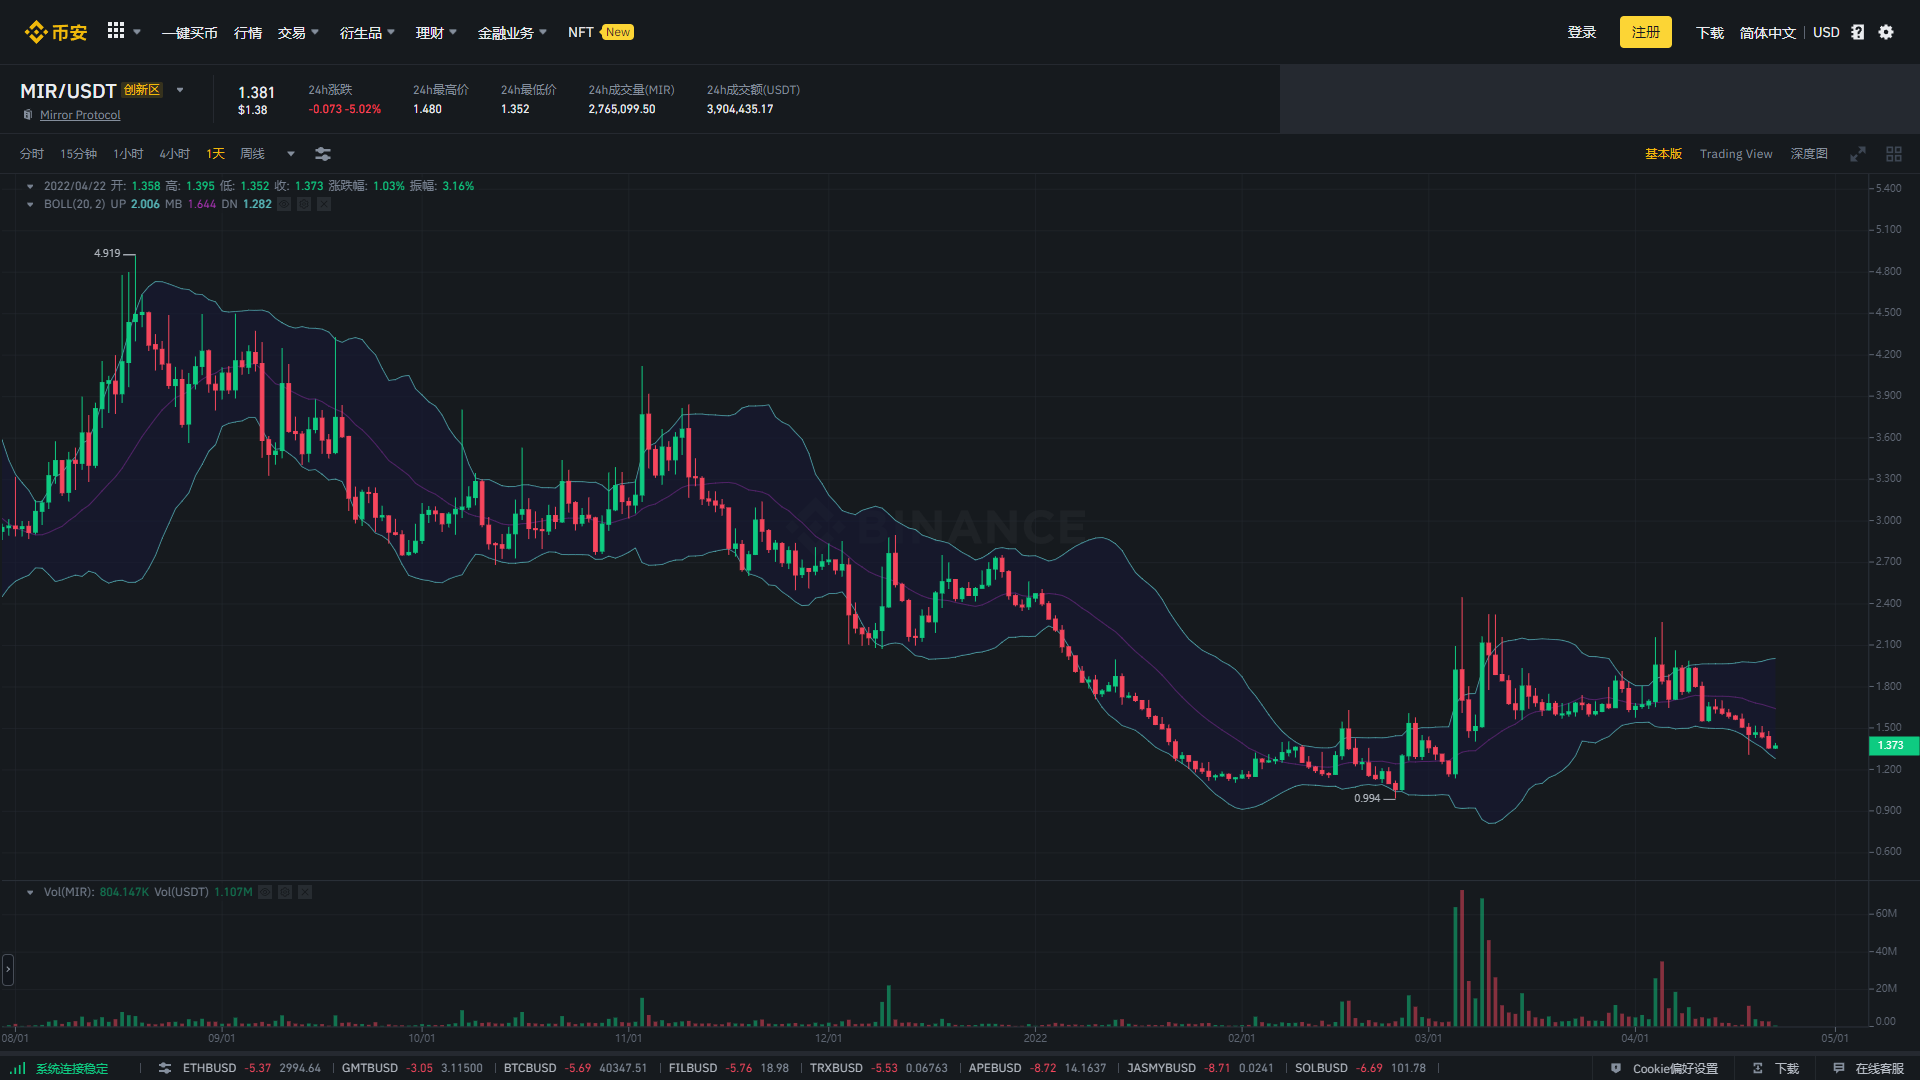 币安 一键买币 行情 交易 衍生品 理财 金融业务 NFT New 登录 注册 下载 简体中文 USD
MIR/USDT 创新区
Mirror Protocol
1.381
$1.38
24h涨跌
-0.073 -5.02%
24h最高价
1.480
24h最低价
1.352
24h成交量(MIR)
2,765,099.50
24h成交额(USDT)
3,904,435.17
分时 15分钟 1小时 4小时 1天 周线 基本版 Trading View 深度图
2022/04/22 开: 1.358 高: 1.395 低: 1.352 收: 1.373 涨跌幅: 1.03% 振幅: 3.16%
BOLL(20, 2) UP 2.006 MB 1.644 DN 1.282
4.919
0.994
BINANCE
5.400
5.100
4.800
4.500
4.200
3.900
3.600
3.300
3.000
2.700
2.400
2.100
1.800
1.500
1.373
1.200
0.900
0.600
Vol(MIR): 804.147K Vol(USDT) 1.107M
60M
40M
20M
0.00
08/01 09/01 10/01 11/01 12/01 2022 02/01 03/01 04/01 05/01
系统连接稳定 ETHBUSD -5.37 2994.64 GMTBUSD -3.05 3.11500 BTCBUSD -5.69 40347.51 FILBUSD -5.76 18.98 TRXBUSD -5.53 0.06763 APEBUSD -8.72 14.1637 JASMYBUSD -8.71 0.0241 SOLBUSD -6.69 101.78 Cookie偏好设置 下载 在线客服